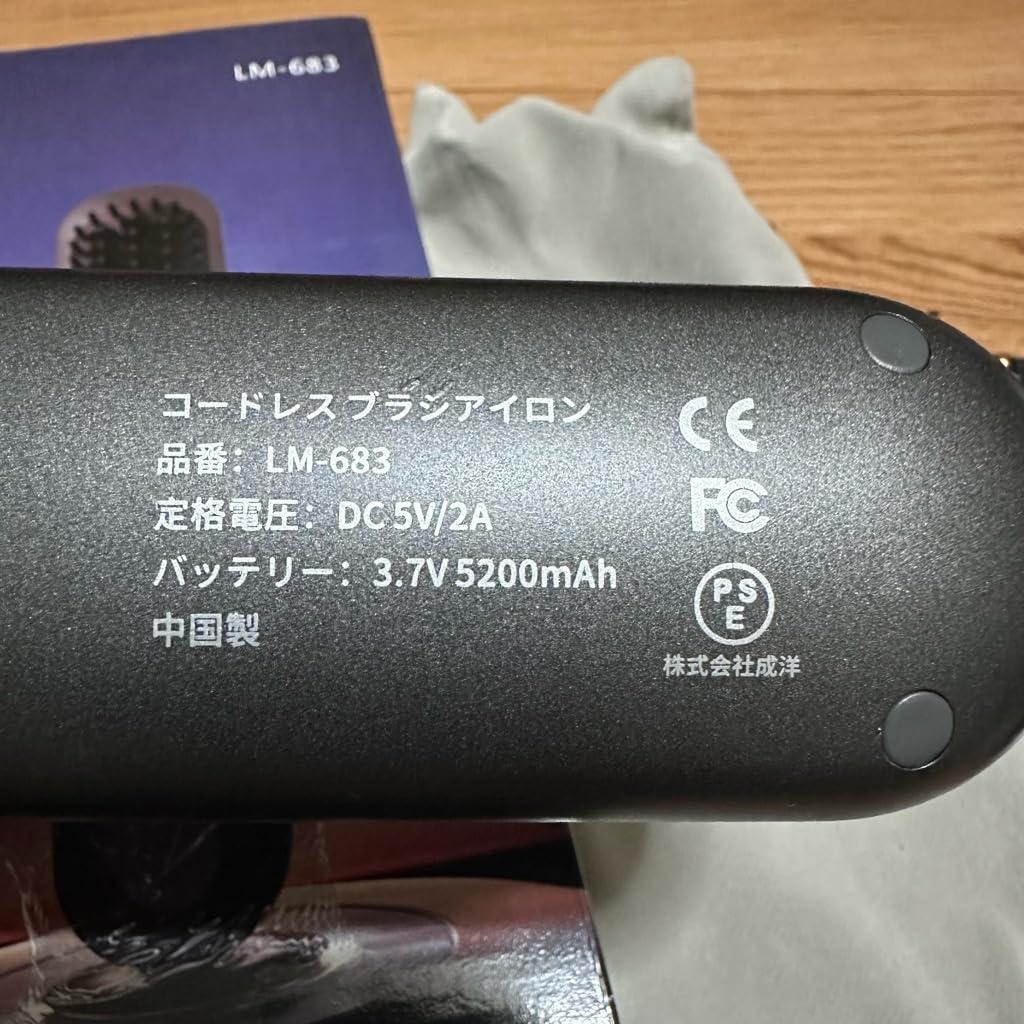 LM-683
コードレスブラシアイロン
品番：LM-683
定格電圧：DC 5V/2A
バッテリー：3.7V 5200mAh
中国製
CE
FC
PSE
株式会社成洋